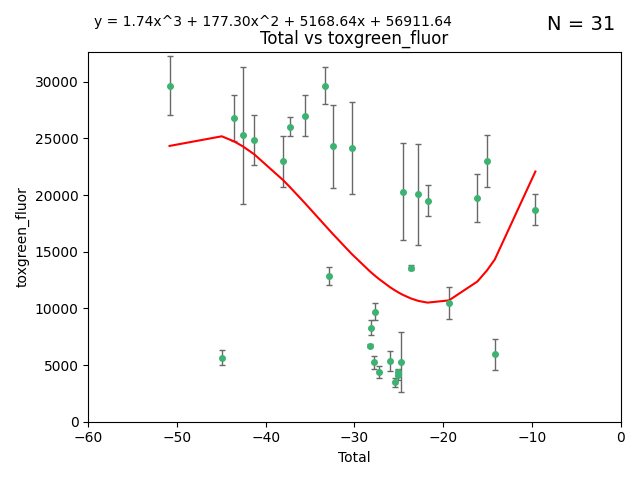 y = 1.74x^3 + 177.30x^2 + 5168.64x + 56911.64
N = 31
Total vs toxgreen_fluor
30000
25000
20000
15000
10000
5000
0
toxgreen_fluor
−60 −50 −40 −30 −20 −10 0
Total